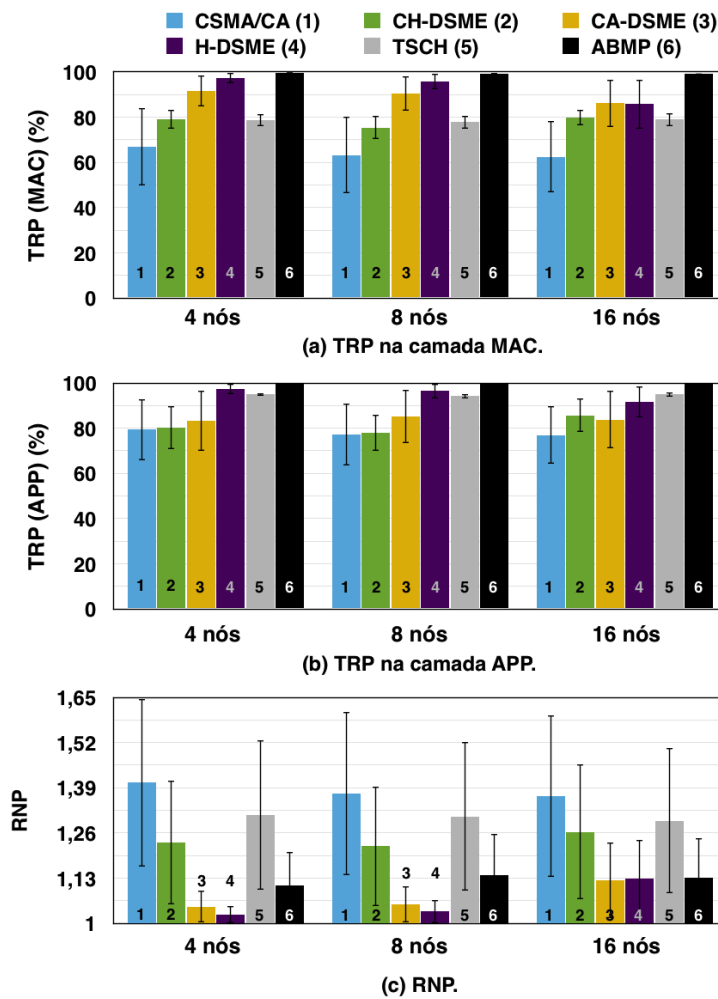 CSMA/CA (1) CH-DSME (2) CA-DSME (3)
H-DSME (4) TSCH (5) ABMP (6)
TRP (MAC) (%)
100
80
60
40
20
0
1 2 3 4 5 6 1 2 3 4 5 6 1 2 3 4 5 6
4 nós 8 nós 16 nós
(a) TRP na camada MAC.
TRP (APP) (%)
100
80
60
40
20
0
1 2 3 4 5 6 1 2 3 4 5 6 1 2 3 4 5 6
4 nós 8 nós 16 nós
(b) TRP na camada APP.
RNP
1,65
1,52
1,39
1,26
1,13
1
1 2 3 4 5 6 1 2 3 4 5 6 1 2 3 4 5 6
4 nós 8 nós 16 nós
(c) RNP.